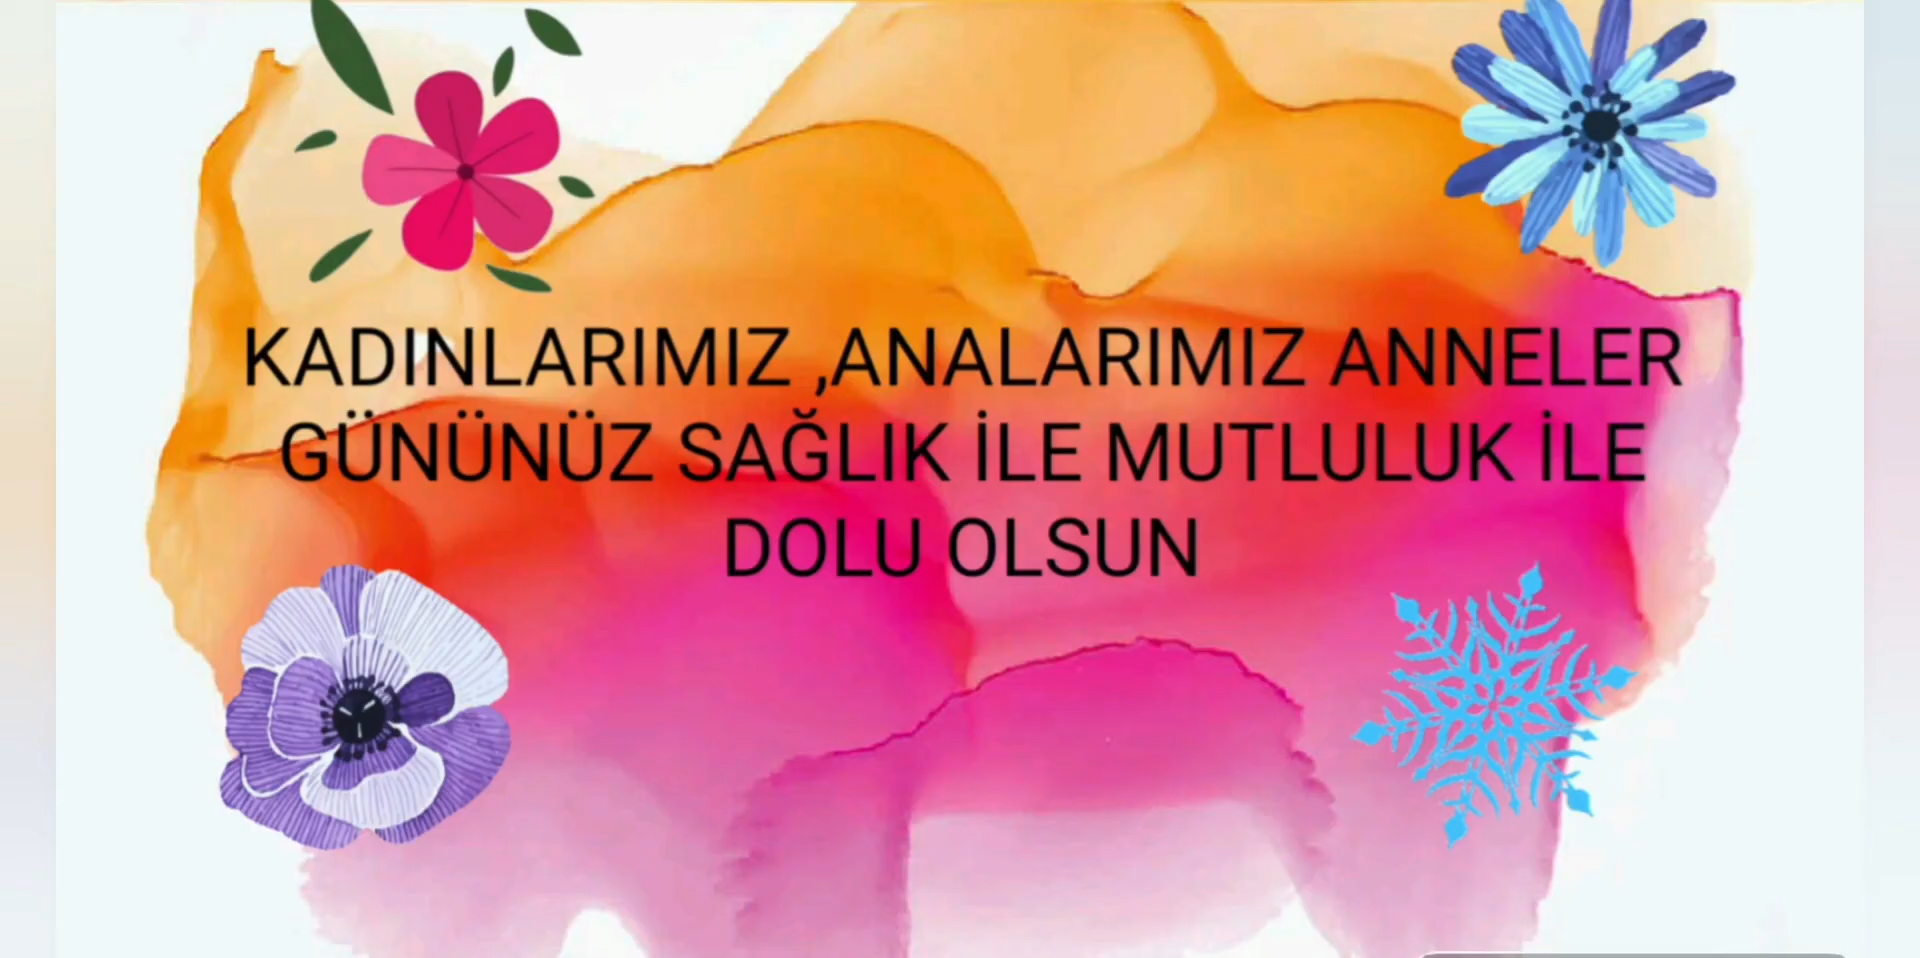 KADINLARIMIZ ,ANALARIMIZ ANNELER
GÜNÜNÜZ SAĞLIK İLE MUTLULUK İLE
DOLU OLSUN